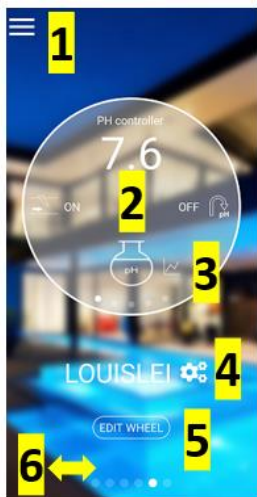 1
PH controller
7.6
ON
2
OFF
pH
pH
3
LOUISLEI
4
EDIT WHEEL
5
6